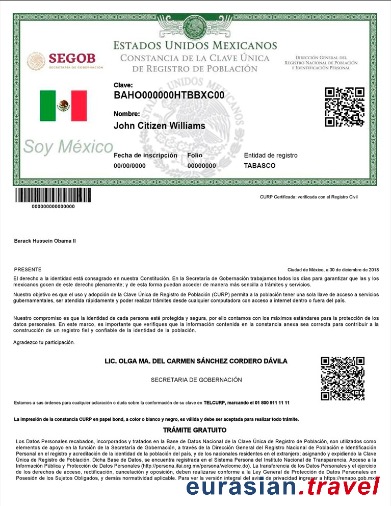 ESTADOS UNIDOS MEXICANOS
CONSTANCIA DE LA CLAVE ÚNICA
DE REGISTRO DE POBLACIÓN
SEGOB
SECRETARÍA DE GOBERNACIÓN
DIRECCIÓN GENERAL DEL
REGISTRO NACIONAL DE POBLACIÓN
E IDENTIFICACIÓN PERSONAL
Clave:
BAHO000000HTBBXC00
Nombre:
John Citizen Williams
Soy México
Fecha de inscripción Folio Entidad de registro
00/00/0000 00000000 TABASCO
CURP Certificada: verificada con el Registro Civil
000000000000000
Barack Hussein Obama II
PRESENTE Ciudad de México, a 30 de diciembre de 2018
El derecho a la identidad está consagrado en nuestra Constitución. En la Secretaría de Gobernación trabajamos todos los días para garantizar que las y los
mexicanos gocen de este derecho plenamente; y de esta forma puedan acceder de manera más sencilla a trámites y servicios.
Nuestro objetivo es que el uso y adopción de la Clave Única de Registro de Población (CURP) permita a la población tener una sola llave de acceso a servicios
gubernamentales, ser atendida rápidamente y poder realizar trámites desde cualquier computadora con acceso a internet dentro o fuera del país.
Nuestro compromiso es que la identidad de cada persona esté protegida y segura, por ello contamos con los máximos estándares para la protección de los
datos personales. En este marco, es importante que verifiques que la información contenida en la constancia anexa sea correcta para contribuir a la
construcción de un registro fiel y confiable de la identidad de la población.
Agradezco tu participación.
LIC. OLGA MA. DEL CARMEN SÁNCHEZ CORDERO DÁVILA
SECRETARIA DE GOBERNACIÓN
Estamos a sus órdenes para cualquier aclaración o duda sobre la conformación de su clave en TELCURP, marcando el 01 800 911 11 11
La impresión de la constancia CURP en papel bond, a color o blanco y negro, es válida y debe ser aceptada para realizar todo trámite.
TRÁMITE GRATUITO
Los Datos Personales recabados, incorporados y tratados en la Base de Datos Nacional de la Clave Única de Registro de Población, son utilizados como
elementos de apoyo en la función de la Secretaría de Gobernación, a través de la Dirección General del Registro Nacional de Población e Identificación
Personal en el registro y acreditación de la identidad de la población del país, y de los nacionales residentes en el extranjero; asignando y expidiendo la Clave
Única de Registro de Población. Dicha Base de Datos, se encuentra registrada en el Sistema Persona del Instituto Nacional de Transparencia, Acceso a la
Información Pública y Protección de Datos Personales
La transferencia de los Datos Personales y el ejercicio
de los derechos de acceso, rectificación, cancelación y oposición, deben realizarse conforme a la Ley General de Protección de Datos Personales en
Posesión de los Sujetos Obligados, y demás normatividad aplicable. Para ver la versión integral del aviso de privacidad ingresar a
eurasian.travel